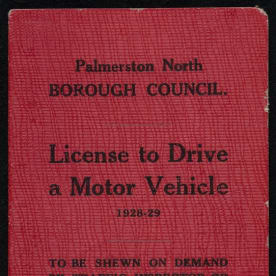 Palmerston North
BOROUGH COUNCIL.
License to Drive
a Motor Vehicle
1928-29
TO BE SHEWN ON DEMAND